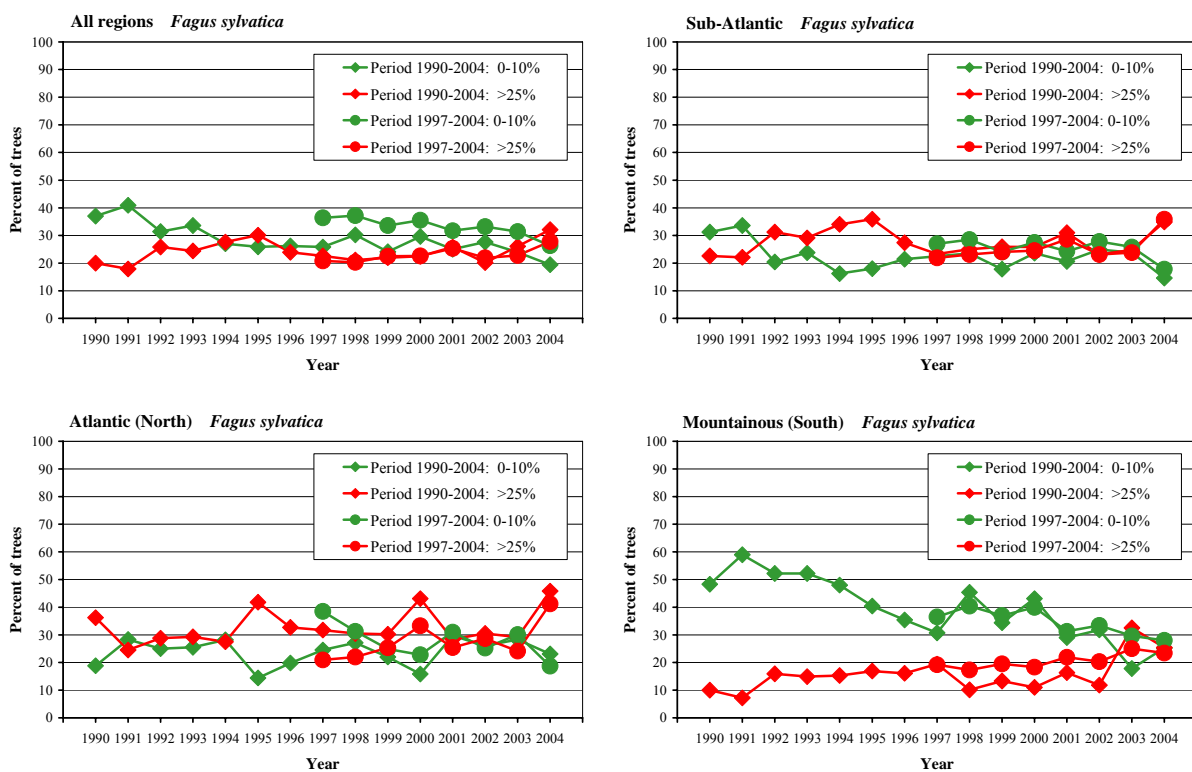 All regions Fagus sylvatica
100
90
80
70
60
50
40
30
20
10
0
Percent of trees
Period 1990-2004: 0-10%
Period 1990-2004: >25%
Period 1997-2004: 0-10%
Period 1997-2004: >25%
1990 1991 1992 1993 1994 1995 1996 1997 1998 1999 2000 2001 2002 2003 2004
Year
Sub-Atlantic Fagus sylvatica
100
90
80
70
60
50
40
30
20
10
0
Percent of trees
Period 1990-2004: 0-10%
Period 1990-2004: >25%
Period 1997-2004: 0-10%
Period 1997-2004: >25%
1990 1991 1992 1993 1994 1995 1996 1997 1998 1999 2000 2001 2002 2003 2004
Year
Atlantic (North) Fagus sylvatica
100
90
80
70
60
50
40
30
20
10
0
Percent of trees
Period 1990-2004: 0-10%
Period 1990-2004: >25%
Period 1997-2004: 0-10%
Period 1997-2004: >25%
1990 1991 1992 1993 1994 1995 1996 1997 1998 1999 2000 2001 2002 2003 2004
Year
Mountainous (South) Fagus sylvatica
100
90
80
70
60
50
40
30
20
10
0
Percent of trees
Period 1990-2004: 0-10%
Period 1990-2004: >25%
Period 1997-2004: 0-10%
Period 1997-2004: >25%
1990 1991 1992 1993 1994 1995 1996 1997 1998 1999 2000 2001 2002 2003 2004
Year